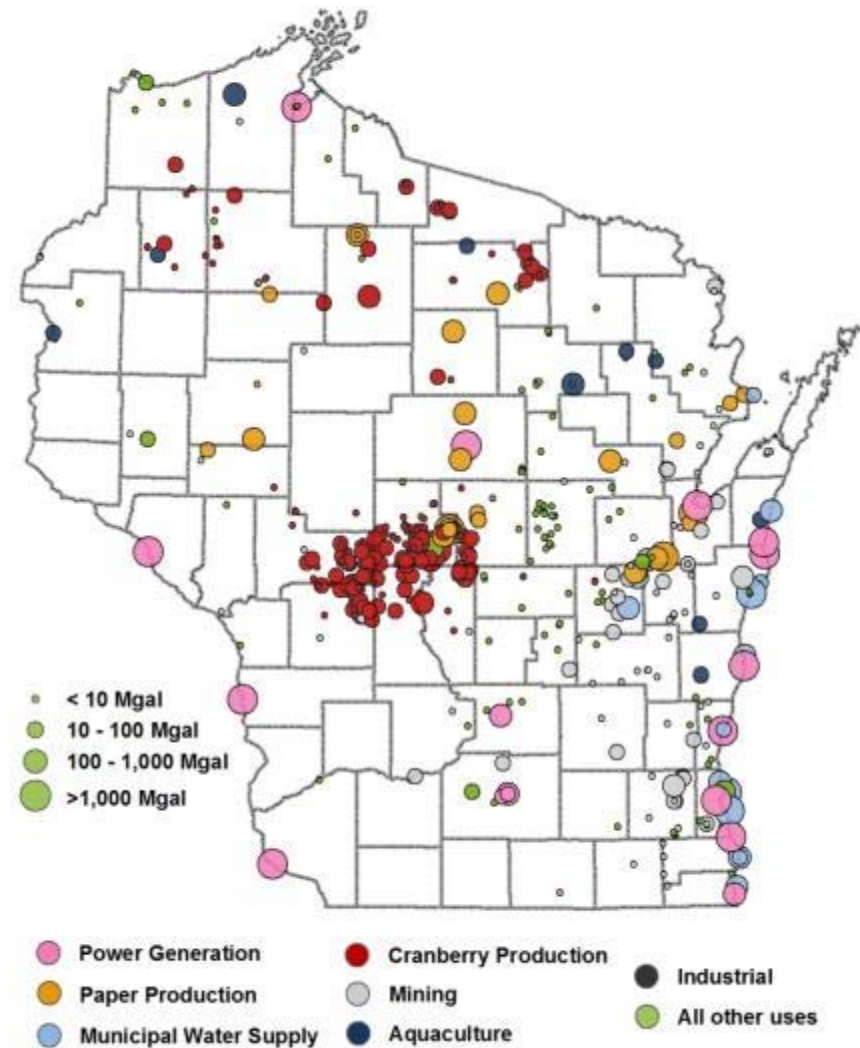 < 10 Mgal
10 - 100 Mgal
100 - 1,000 Mgal
>1,000 Mgal
Power Generation
Paper Production
Municipal Water Supply
Cranberry Production
Mining
Aquaculture
Industrial
All other uses